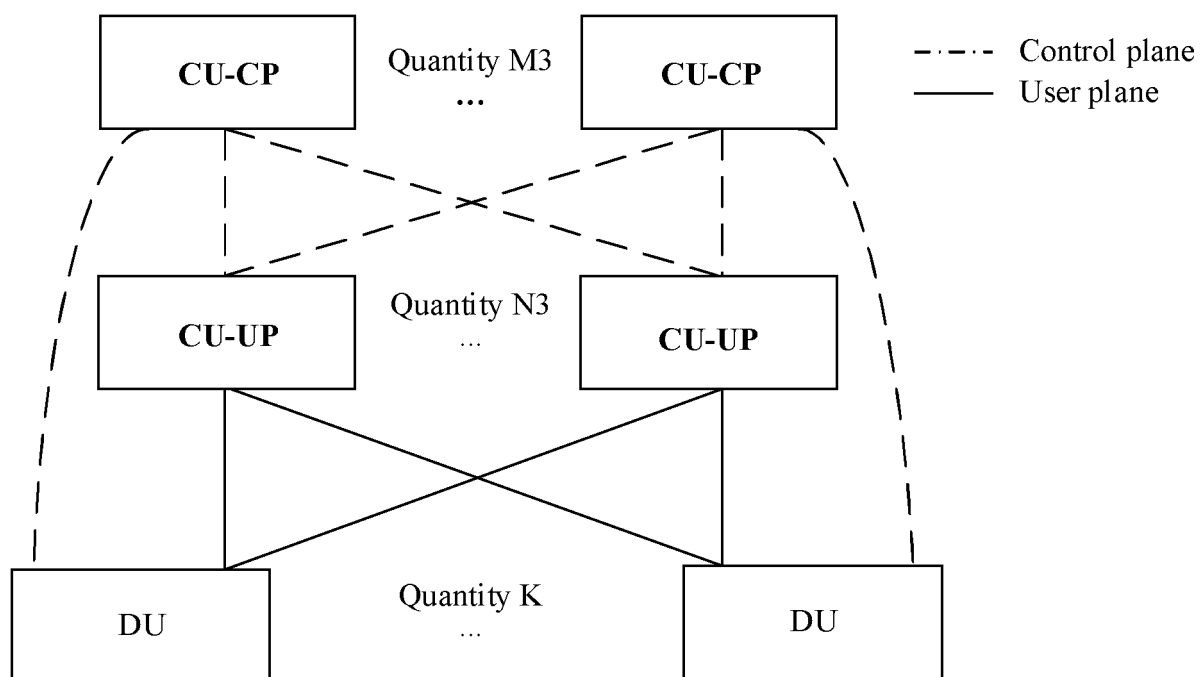 CU-CP
Quantity M3
...
CU-CP
Control plane
User plane
CU-UP
Quantity N3
...
CU-UP
DU
Quantity K
...
DU